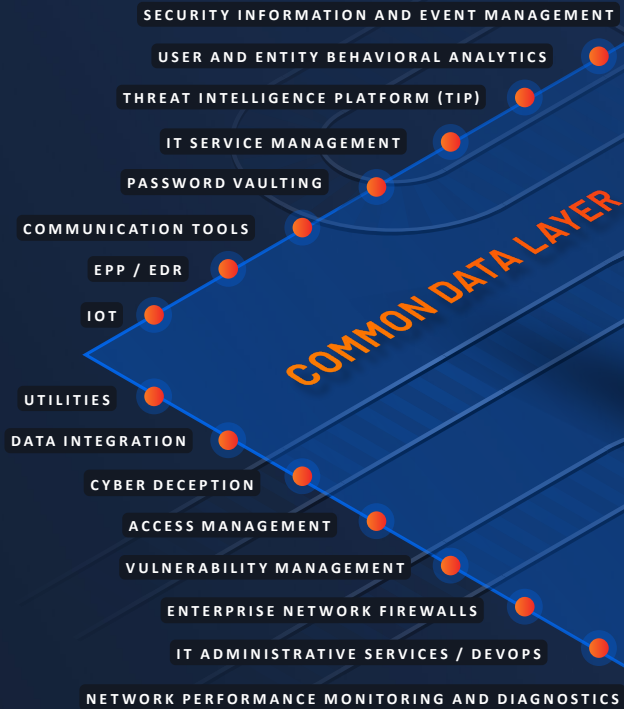 SECURITY INFORMATION AND EVENT MANAGEMENT
USER AND ENTITY BEHAVIORAL ANALYTICS
THREAT INTELLIGENCE PLATFORM (TIP)
IT SERVICE MANAGEMENT
PASSWORD VAULTING
COMMUNICATION TOOLS
EPP / EDR
IOT
COMMON DATA LAYER
UTILITIES
DATA INTEGRATION
CYBER DECEPTION
ACCESS MANAGEMENT
VULNERABILITY MANAGEMENT
ENTERPRISE NETWORK FIREWALLS
IT ADMINISTRATIVE SERVICES / DEVOPS
NETWORK PERFORMANCE MONITORING AND DIAGNOSTICS